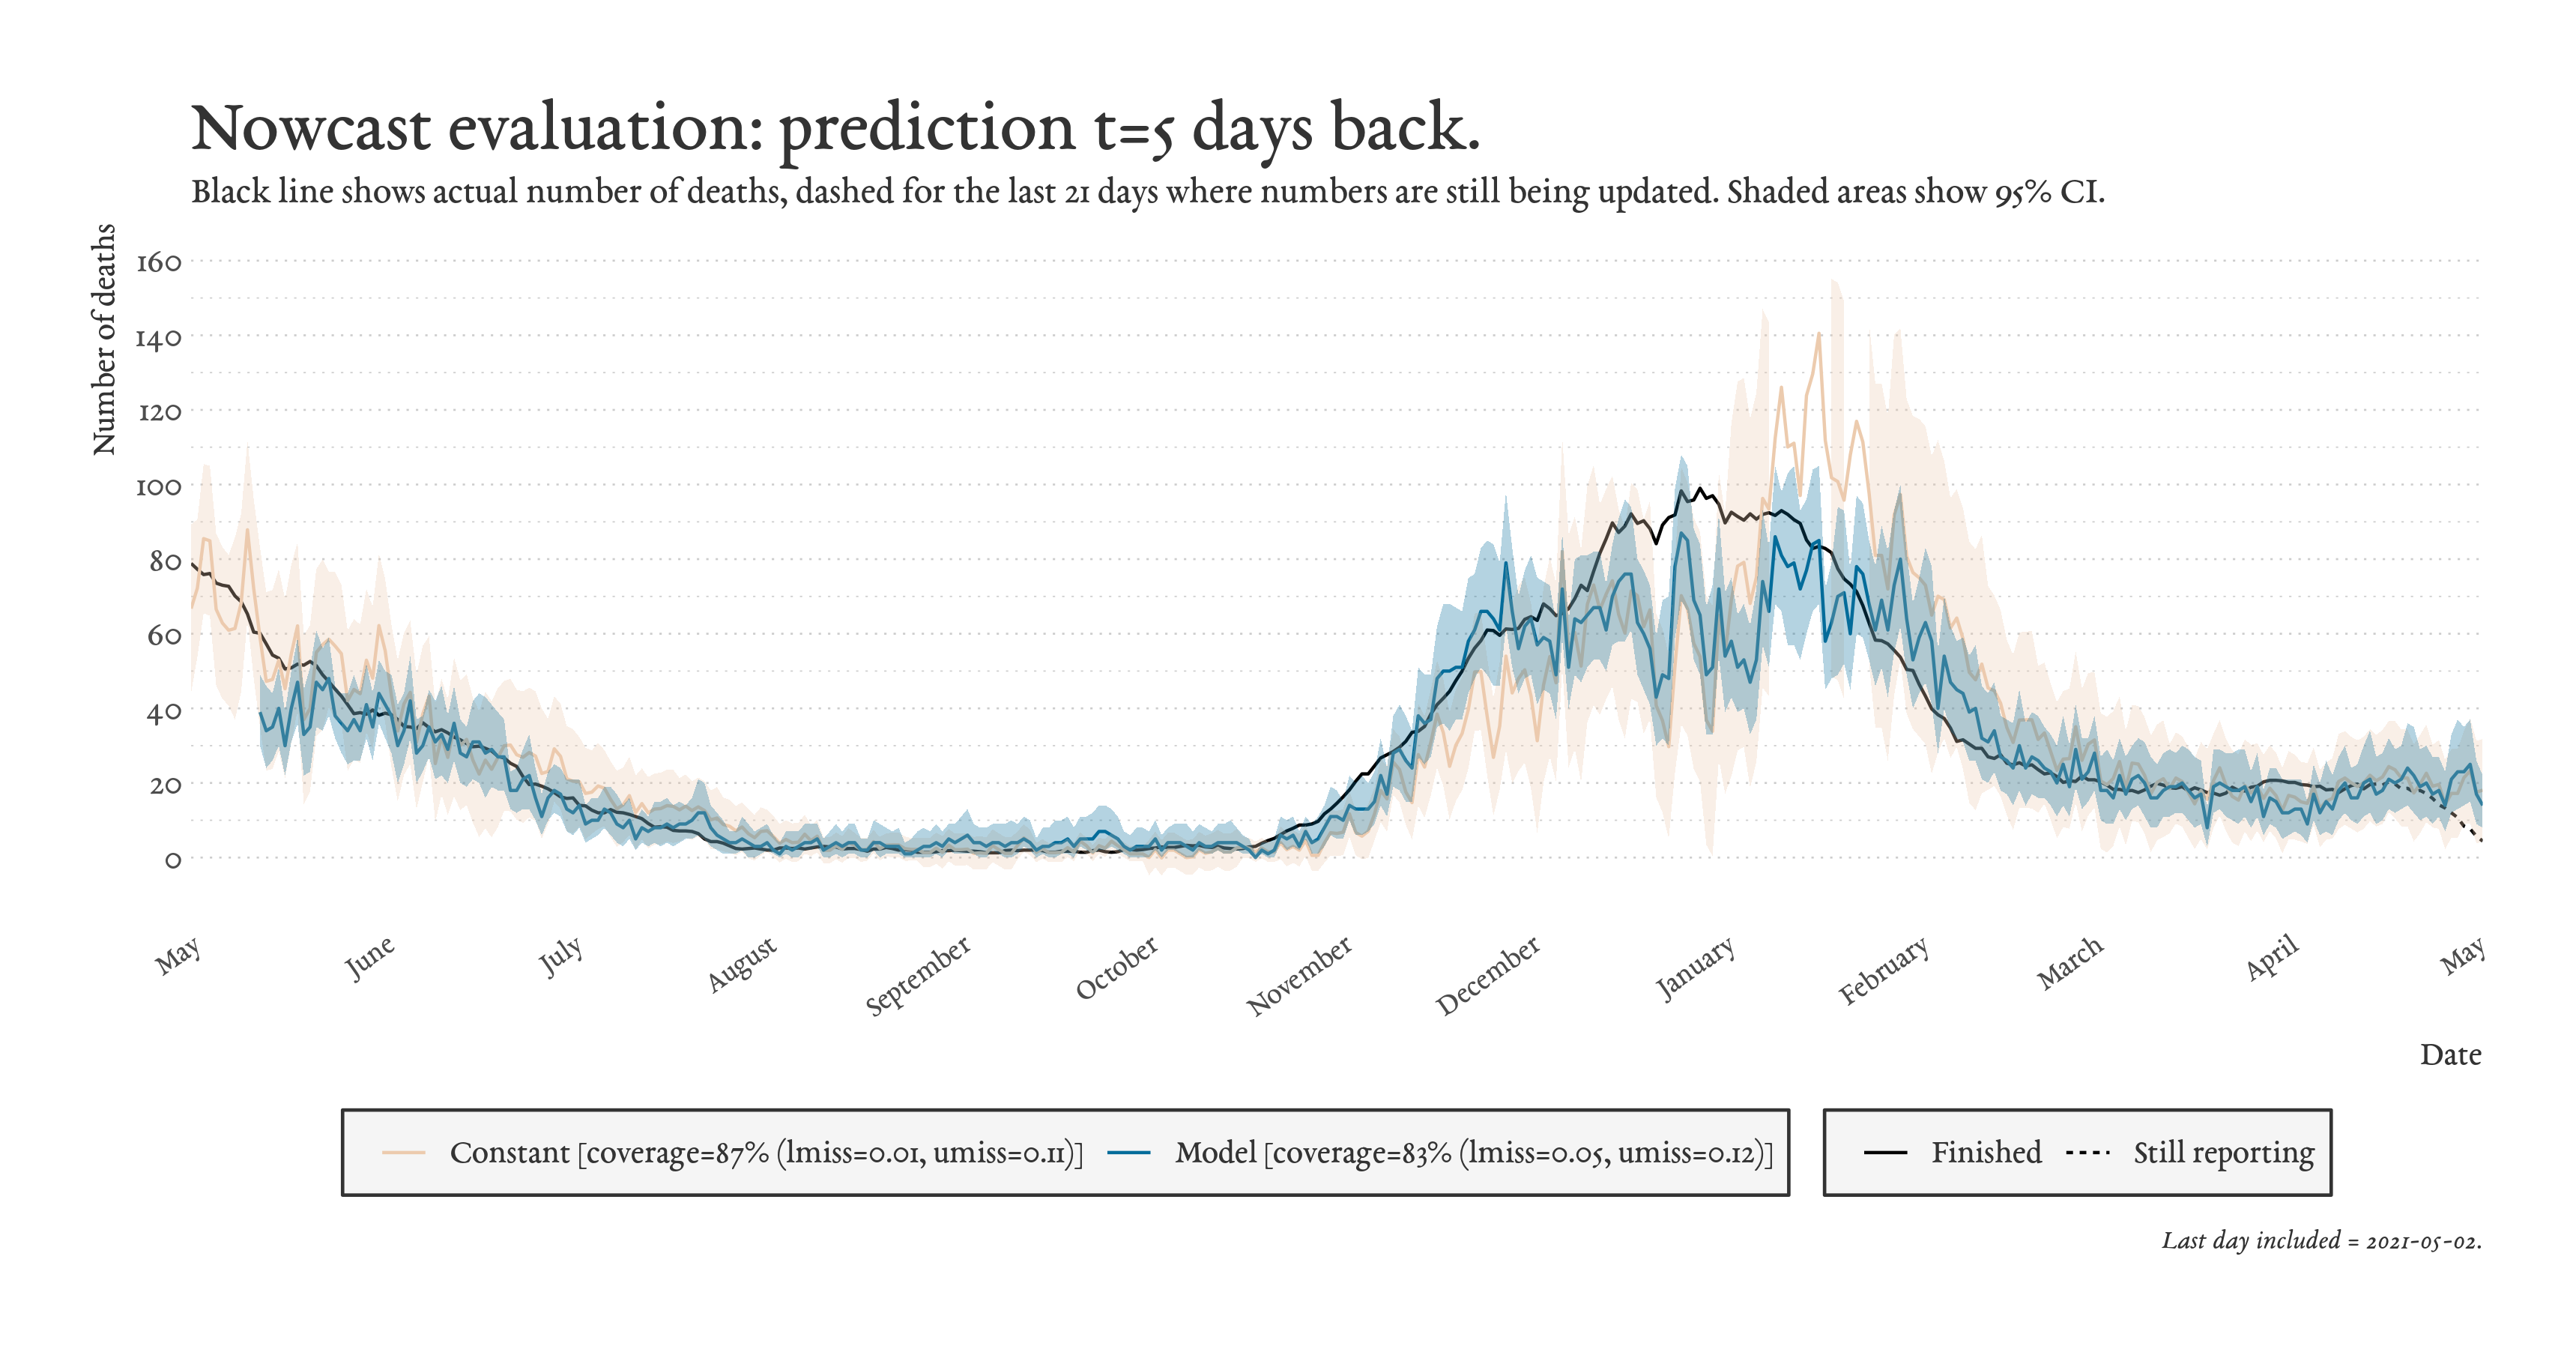 Nowcast evaluation: prediction t=5 days back.
Black line shows actual number of deaths, dashed for the last 21 days where numbers are still being updated. Shaded areas show 95% CI.
Number of deaths
160
140
120
100
80
60
40
20
0
May
June
July
August
September
October
November
December
January
February
March
April
May
Date
Constant [coverage=87% (lmiss=0.01, umiss=0.11)]
Model [coverage=83% (lmiss=0.05, umiss=0.12)]
Finished
Still reporting
Last day included = 2021-05-02.